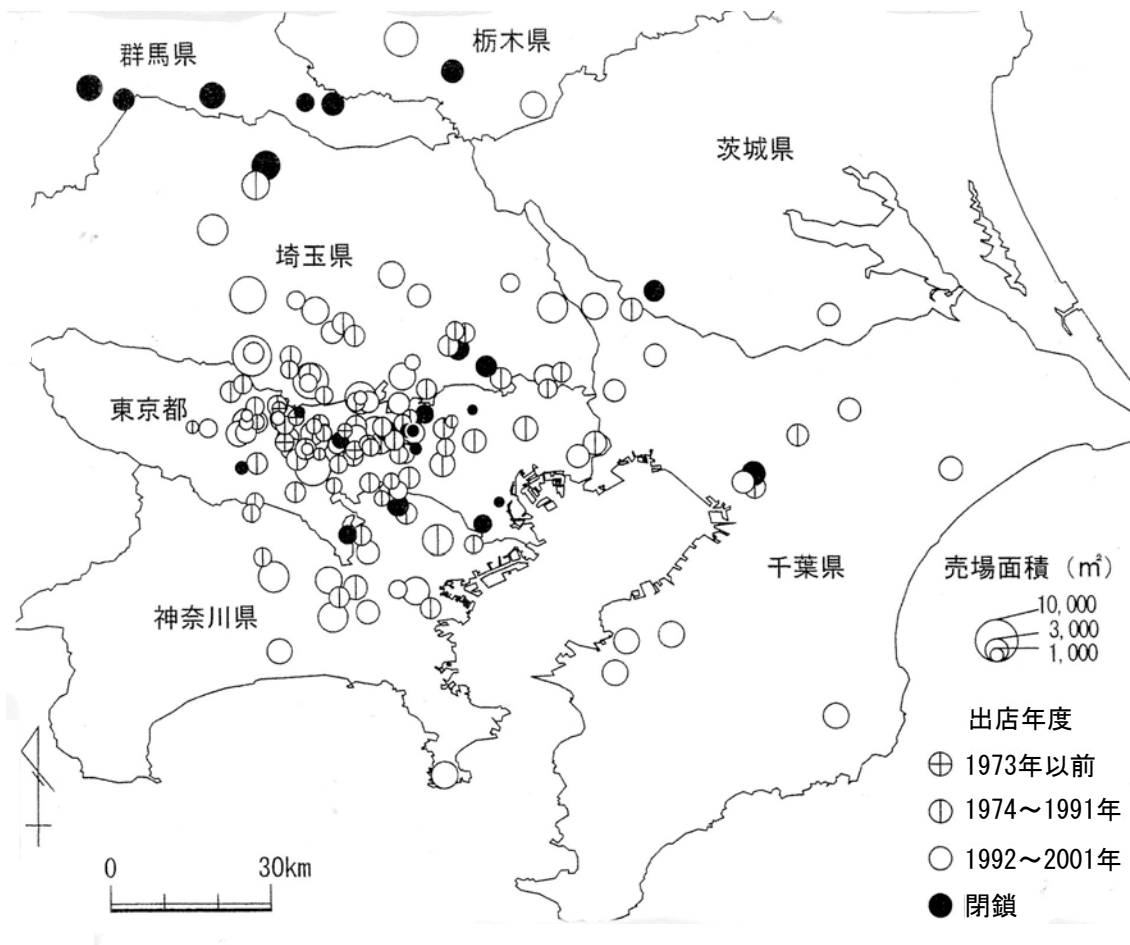 群馬県
栃木県
茨城県
埼玉県
東京都
神奈川県
千葉県
売場面積（㎡）
10,000
3,000
1,000
出店年度
1973年以前
1974～1991年
1992～2001年
閉鎖
0 30km